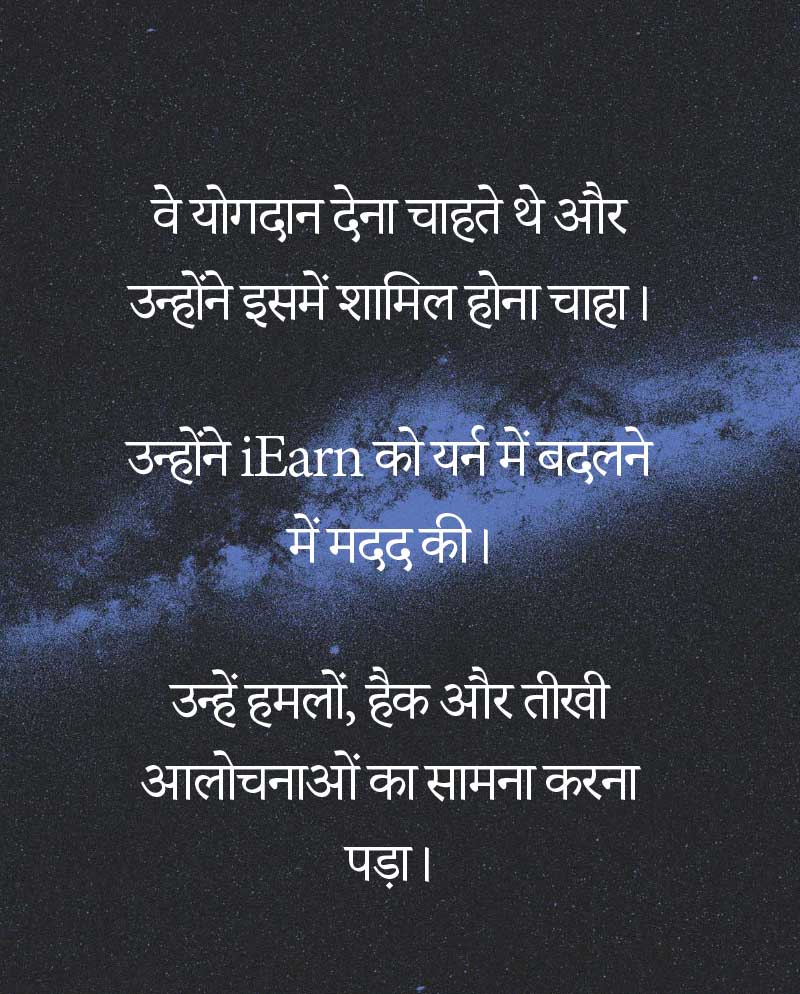 वे योगदान देना चाहते थे और
उन्होंने इसमें शामिल होना चाहा।
उन्होंने iEarn को यर्न में बदलने
में मदद की।
उन्हें हमलों, हैक और तीखी
आलोचनाओं का सामना करना
पड़ा।